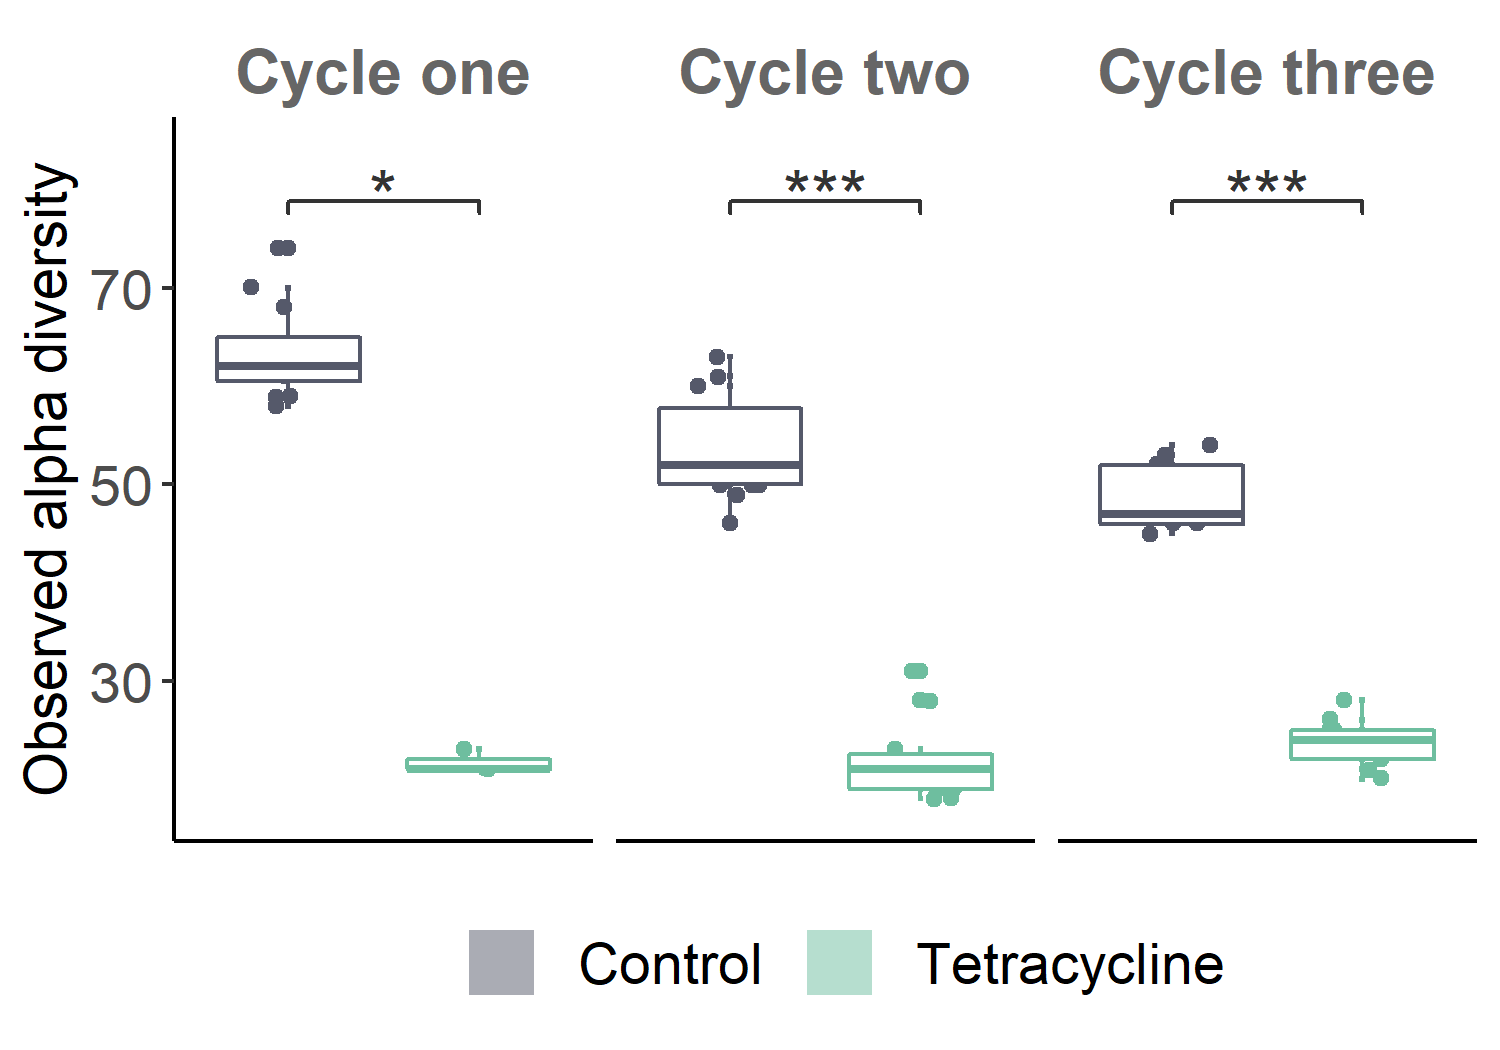 Cycle one
Cycle two
Cycle three
Observed alpha diversity
*
***
***
70
50
30
Control
Tetracycline